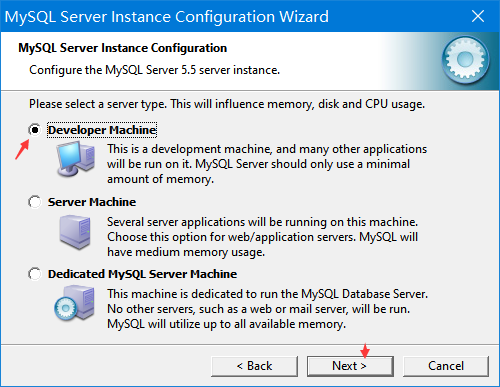 MySQL Server Instance Configuration Wizard
MySQL Server Instance Configuration
Configure the MySQL Server 5.5 server instance.
Please select a server type. This will influence memory, disk and CPU usage.
Developer Machine
This is a development machine, and many other applications
will be run on it. MySQL Server should only use a minimal
amount of memory.
Server Machine
Several server applications will be running on this machine.
Choose this option for web/application servers. MySQL will
have medium memory usage.
Dedicated MySQL Server Machine
This machine is dedicated to run the MySQL Database Server.
No other servers, such as a web or mail server, will be run.
MySQL will utilize up to all available memory.
< Back
Next >
Cancel